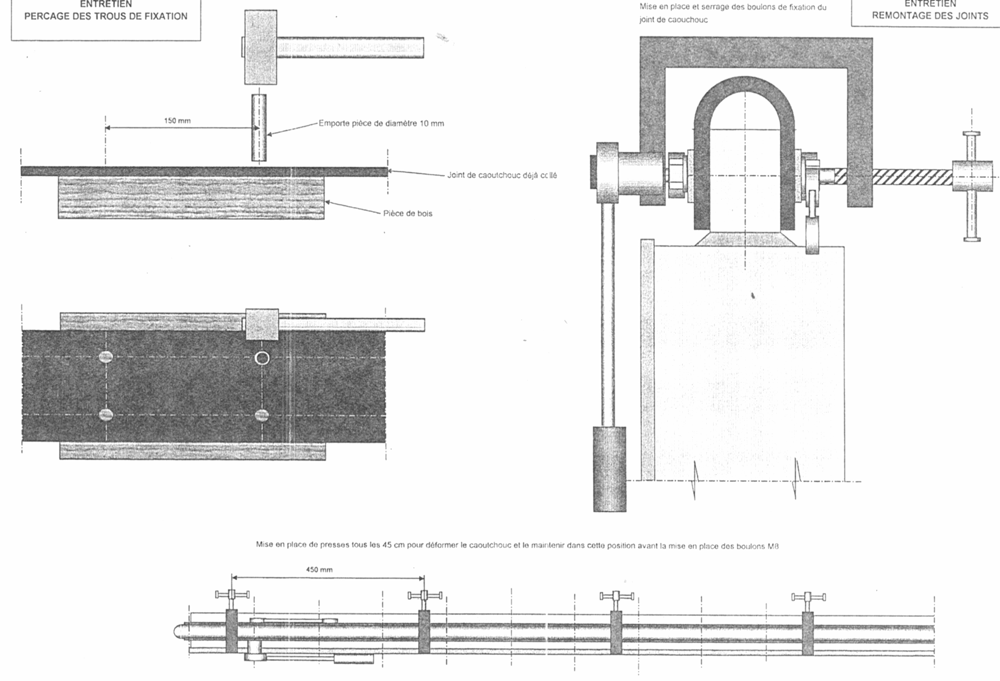 ENTRETIEN
PERCAGE DES TROUS DE FIXATION
150 mm
Emporte pièce de diamètre 10 mm
Joint de caoutchouc déjà collé
Pièce de bois
Mise en place et serrage des boulons de fixation du
joint de caouchouc
ENTRETIEN
REMONTAGE DES JOINTS
Mise en place de presses tous les 45 cm pour déformer le caoutchouc et le maintenir dans cette position avant la mise en place des boulons M8
450 mm